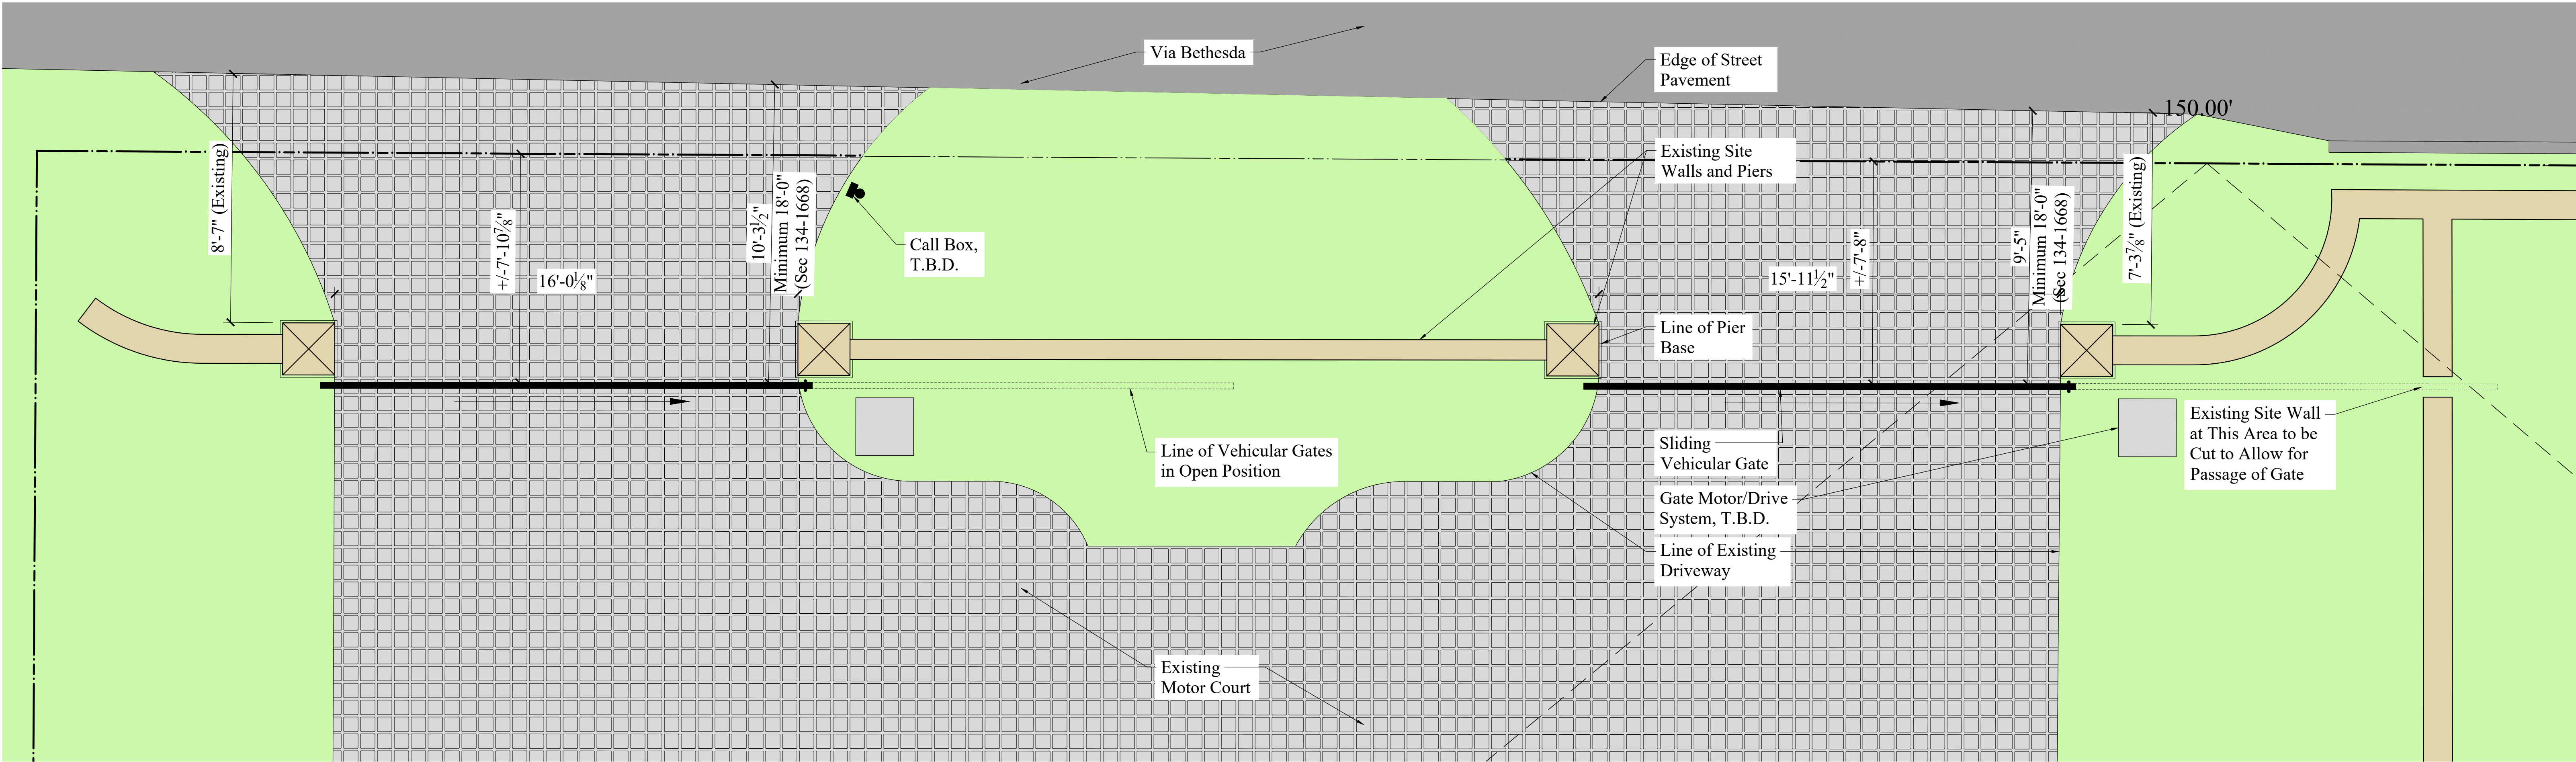 Via Bethesda
Edge of Street
Pavement
150.00'
8'-7" (Existing)
+/-7'-10⅞"
16'-0⅛"
10'-3½"
Minimum 18'-0"
(Sec 134-1668)
Call Box,
T.B.D.
Existing Site
Walls and Piers
15'-11½"
+/-7'-8"
9'-5"
Minimum 18'-0"
(Sec 134-1668)
7'-3⅞" (Existing)
Line of Pier
Base
Line of Vehicular Gates
in Open Position
Sliding
Vehicular Gate
Gate Motor/Drive
System, T.B.D.
Line of Existing
Driveway
Existing Site Wall
at This Area to be
Cut to Allow for
Passage of Gate
Existing
Motor Court